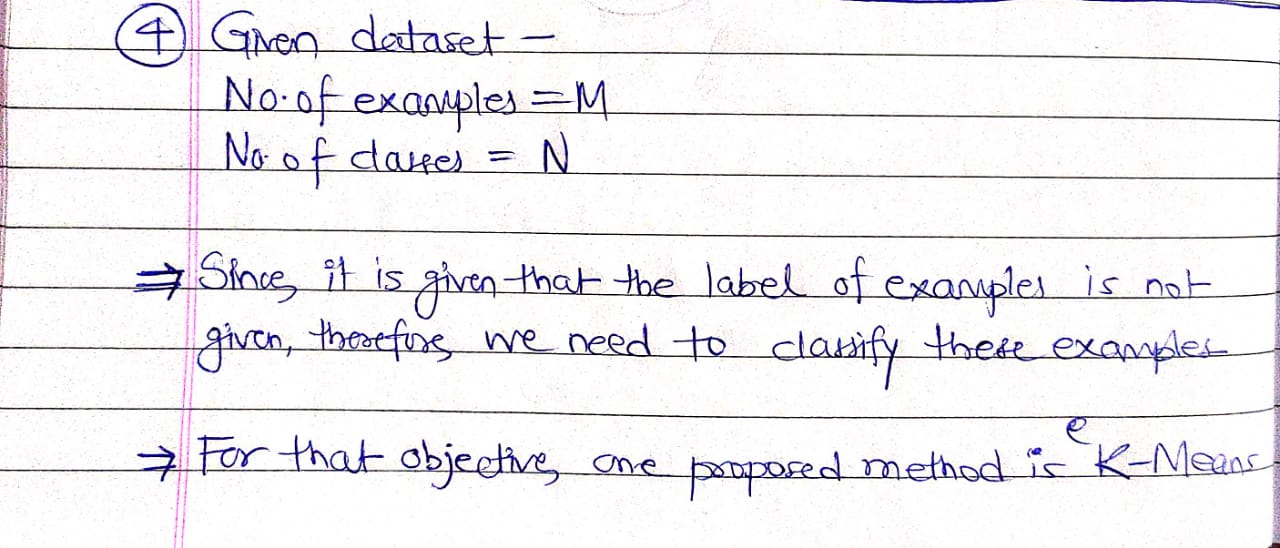 ④ Given dataset -
No. of examples = M
No. of classes = N
⇒ Since, it is given that the label of examples is not
given, therefore, we need to classify these examples
⇒ For that objective, one proposed method is e K-Means